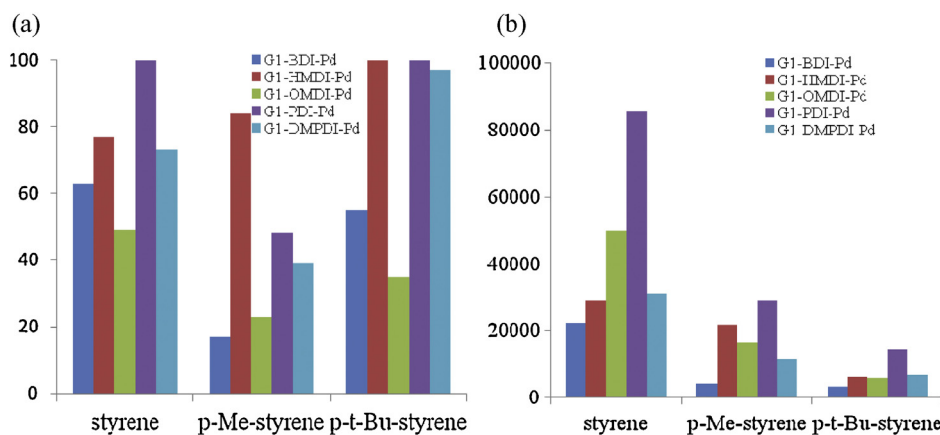 (a)
100
80
60
40
20
0
G1-BDI-Pd
G1-HMDI-Pd
G1-OMDI-Pd
G1-PDI-Pd
G1-DMPDI-Pd
styrene p-Me-styrene p-t-Bu-styrene
(b)
100000
80000
60000
40000
20000
0
G1-BDI-Pd
G1-HMDI-Pd
G1-OMDI-Pd
G1-PDI-Pd
G1 DMPDI Pd
styrene p-Me-styrene p-t-Bu-styrene